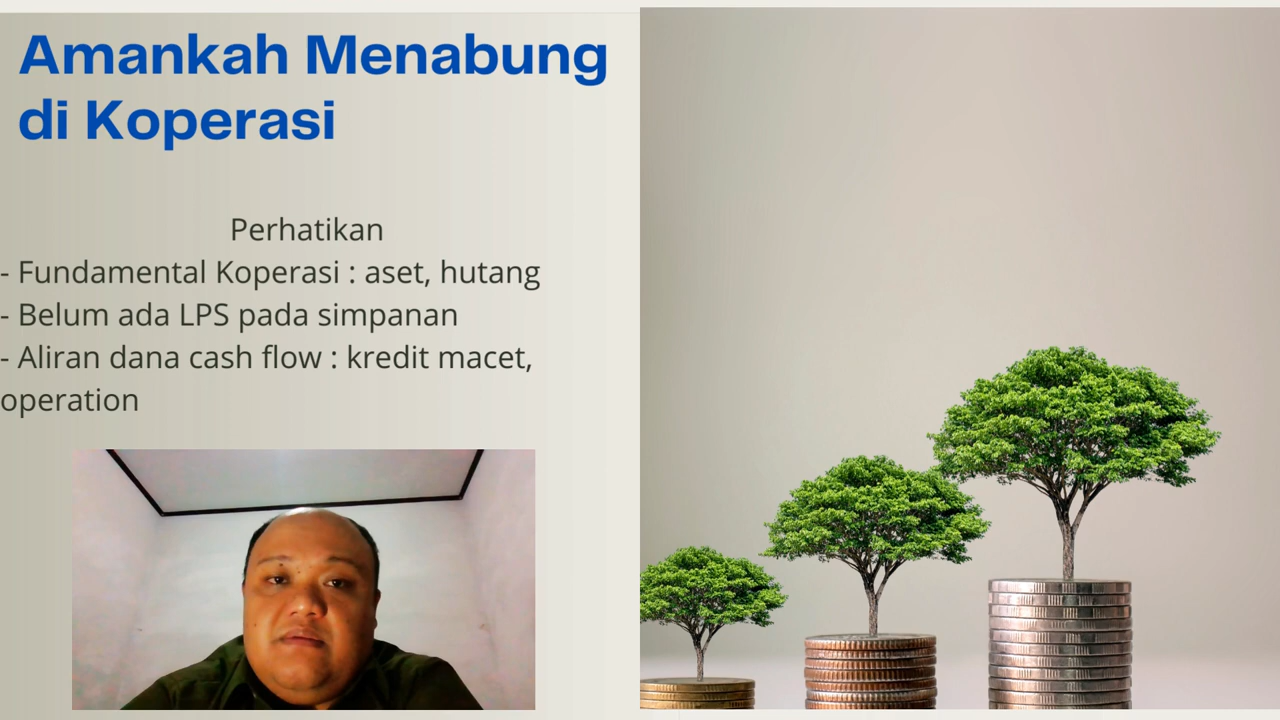 Amankah Menabung
di Koperasi
Perhatikan
- Fundamental Koperasi : aset, hutang
- Belum ada LPS pada simpanan
- Aliran dana cash flow : kredit macet,
operation